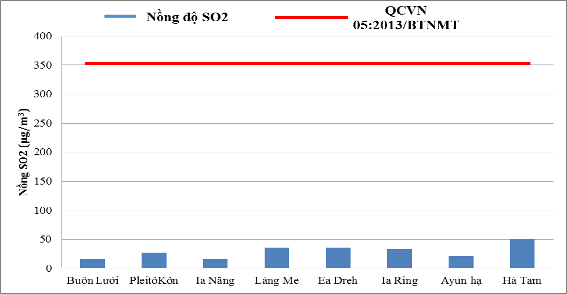 Nồng độ SO2
QCVN
05:2013/BTNMT
Nồng SO2 (µg/m³)
400
350
300
250
200
150
100
50
0
Buôn Lưới PleitôKôn Ia Năng Làng Me Ea Dreh Ia Ring Ayun hạ Hà Tam